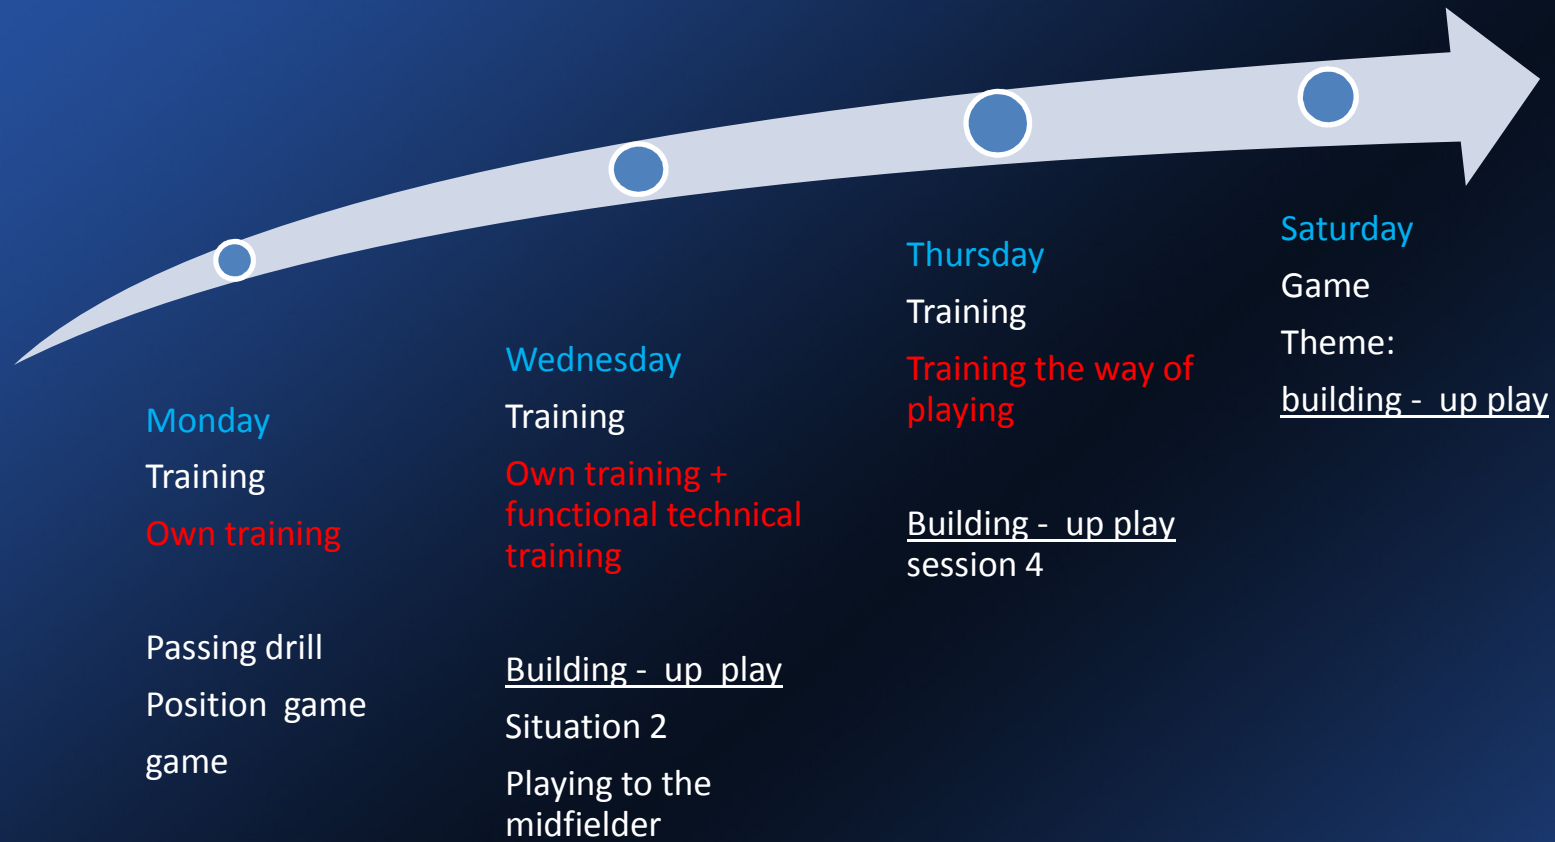 Monday
Training
Own training
Passing drill
Position  game
game
Wednesday
Training
Own training +
functional technical
training
Building -  up  play
Situation 2
Playing to the
midfielder
Thursday
Training
Training the way of
playing
Building -  up play
session 4
Saturday
Game
Theme:
building -  up play